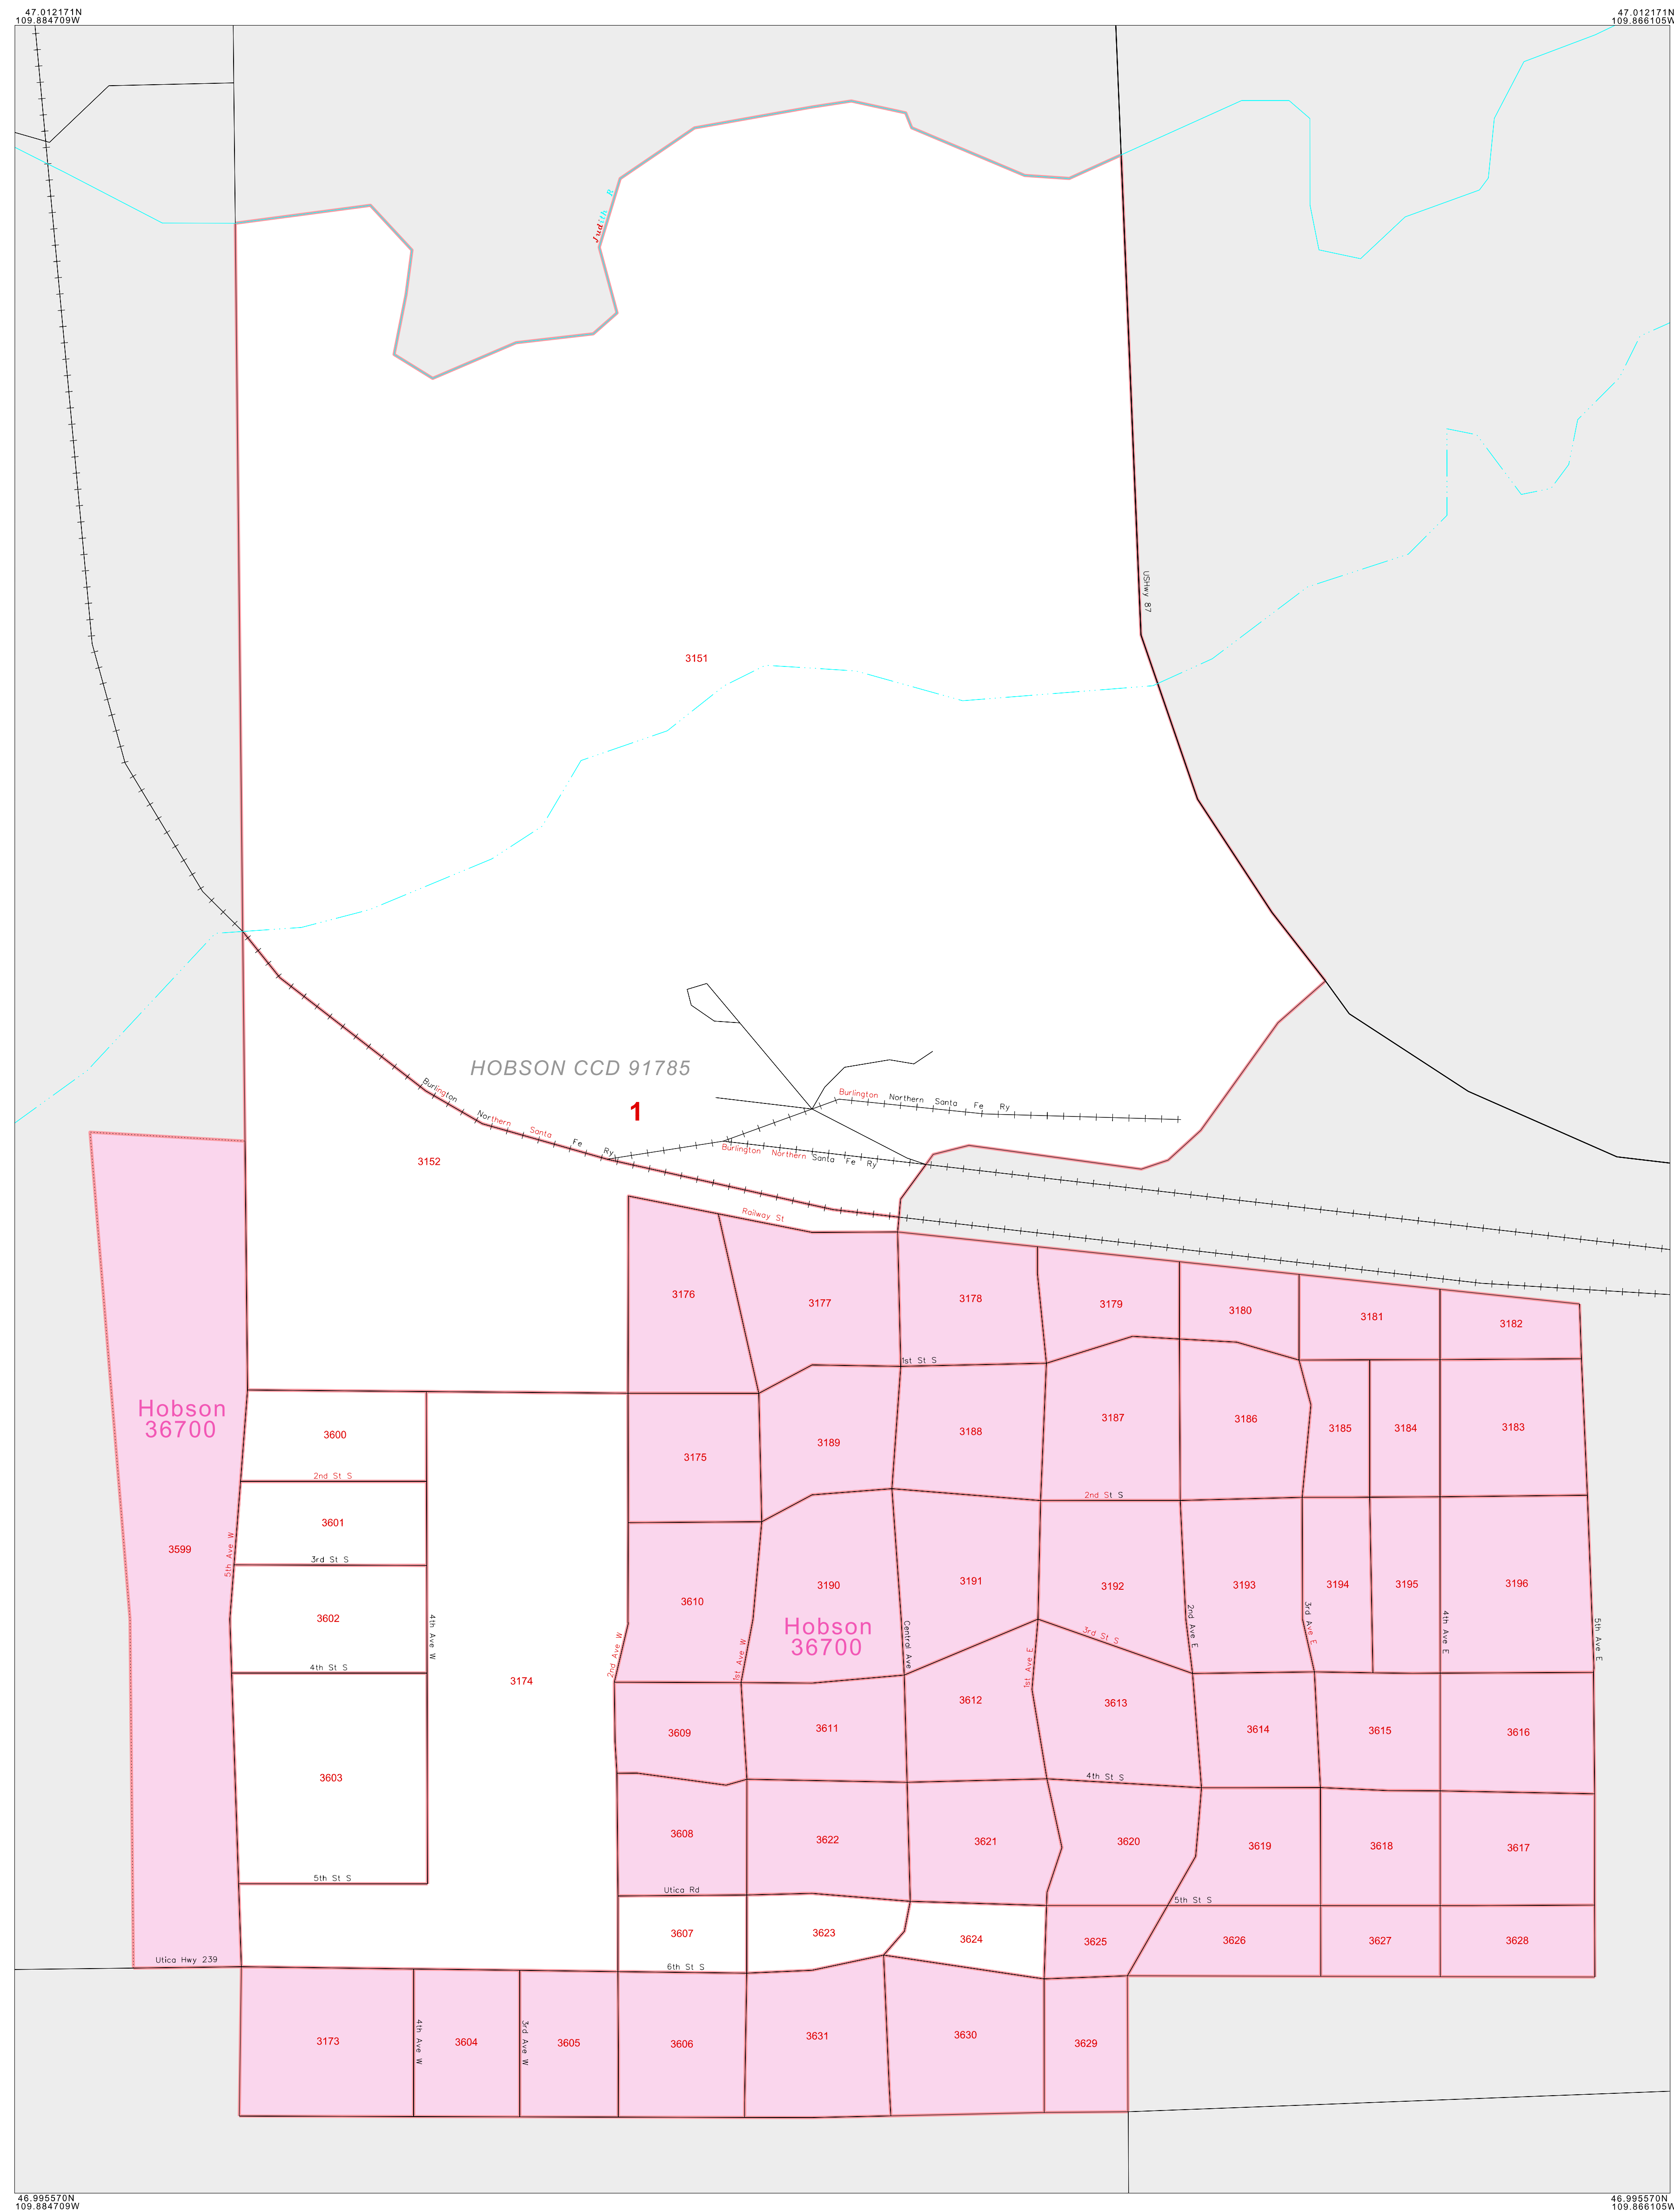 47.012171N
109.884709W
47.012171N
109.866105W
Judith R
USHwy 87
3151
HOBSON CCD 91785
1
Burlington Northern Santa Fe Ry
Burlington Northern Santa Fe Ry
Burlington Northern Santa Fe Ry
3152
Railway St
3176
3177
3178
3179
3180
3181
3182
1st St S
Hobson
36700
3600
3175
3189
3188
3187
3186
3185
3184
3183
2nd St S
2nd St S
3601
3599
5th Ave W
3rd St S
3602
4th Ave W
3610
3190
3191
3192
3193
3194
3195
3196
Hobson
36700
2nd Ave W
1st Ave W
Central Ave
1st Ave E
3rd St S
2nd Ave E
3rd Ave E
4th Ave E
5th Ave E
4th St S
3174
3609
3611
3612
3613
3614
3615
3616
3603
4th St S
3608
3622
3621
3620
3619
3618
3617
5th St S
Utica Rd
5th St S
3607
3623
3624
3625
3626
3627
3628
Utica Hwy 239
6th St S
3173
4th Ave W
3604
3rd Ave W
3605
3606
3631
3630
3629
46.995570N
109.884709W
46.995570N
109.866105W